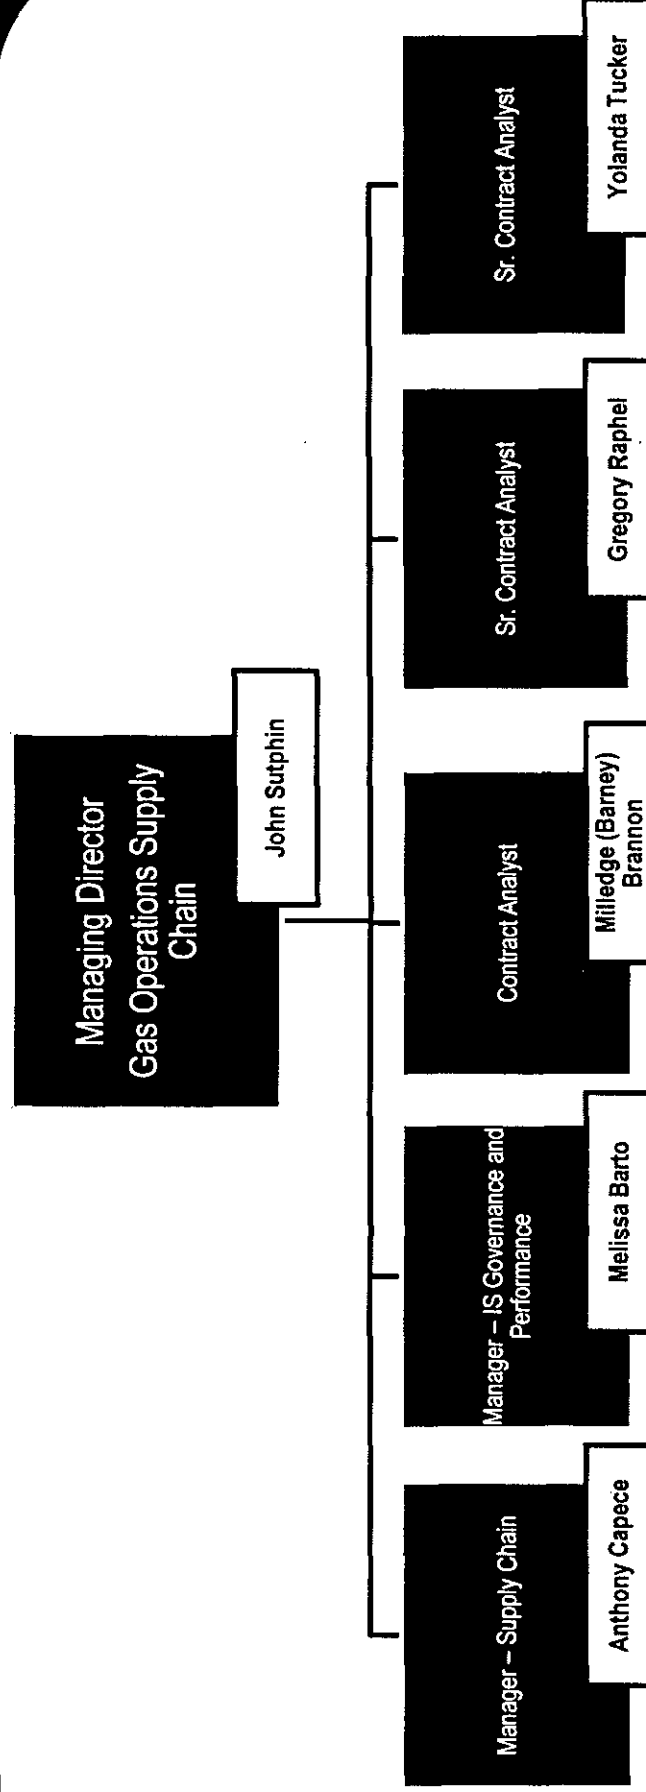 Managing Director
Gas Operations Supply
Chain
John Sutphin
Manager – Supply Chain
Anthony Capece
Manager – IS Governance and
Performance
Melissa Barto
Contract Analyst
Milledge (Barney)
Brannon
Sr. Contract Analyst
Gregory Raphel
Sr. Contract Analyst
Yolanda Tucker